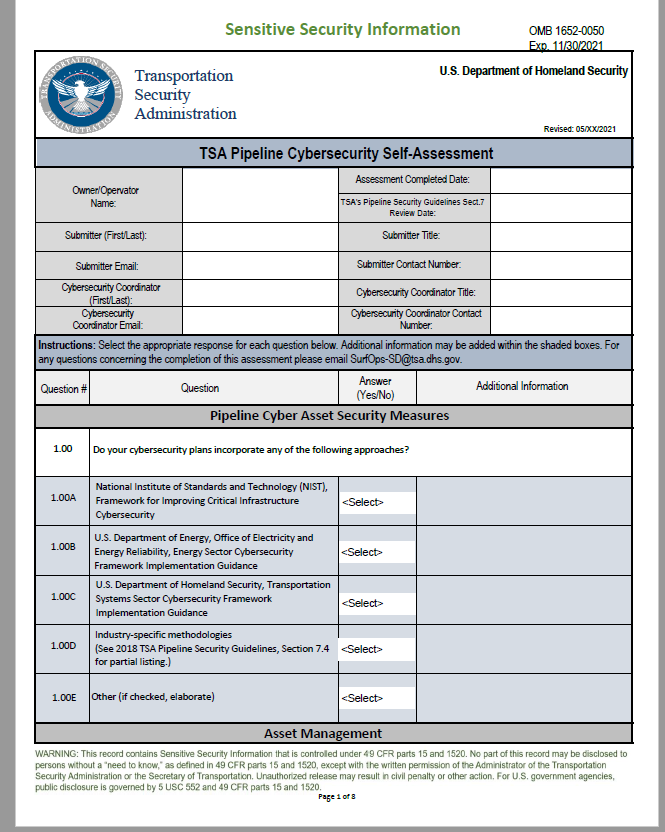 Sensitive Security Information
OMB 1652-0050
Exp. 11/30/2021
TRANSPORTATION SECURITY
ADMINISTRATION
Transportation
Security
Administration
U.S. Department of Homeland Security
Revised: 05/XX/2021
TSA Pipeline Cybersecurity Self-Assessment
Owner/Opervator
Name:
Assessment Completed Date:
TSA's Pipeline Security Guidelines Sect.7
Review Date:
Submitter (First/Last):
Submitter Title:
Submitter Email:
Submitter Contact Number:
Cybersecurity Coordinator
(First/Last):
Cybersecurity Coordinator Title:
Cybersecurity
Coordinator Email:
Cybersecurity Coordinator Contact
Number:
Instructions: Select the appropriate response for each question below. Additional information may be added within the shaded boxes. For
any questions concerning the completion of this assessment please email SurfOps-SD@tsa.dhs.gov.
Question #
Question
Answer
(Yes/No)
Additional Information
Pipeline Cyber Asset Security Measures
1.00
Do your cybersecurity plans incorporate any of the following approaches?
1.00A
National Institute of Standards and Technology (NIST),
Framework for Improving Critical Infrastructure
Cybersecurity
<Select>
1.00B
U.S. Department of Energy, Office of Electricity and
Energy Reliability, Energy Sector Cybersecurity
Framework Implementation Guidance
<Select>
1.00C
U.S. Department of Homeland Security, Transportation
Systems Sector Cybersecurity Framework
Implementation Guidance
<Select>
1.00D
Industry-specific methodologies
(See 2018 TSA Pipeline Security Guidelines, Section 7.4
for partial listing.)
<Select>
1.00E
Other (if checked, elaborate)
<Select>
Asset Management
WARNING: This record contains Sensitive Security Information that is controlled under 49 CFR parts 15 and 1520. No part of this record may be disclosed to
persons without a "need to know," as defined in 49 CFR parts 15 and 1520, except with the written permission of the Administrator of the Transportation
Security Administration or the Secretary of Transportation. Unauthorized release may result in civil penalty or other action. For U.S. government agencies,
public disclosure is governed by 5 USC 552 and 49 CFR parts 15 and 1520.
Page 1 of 8